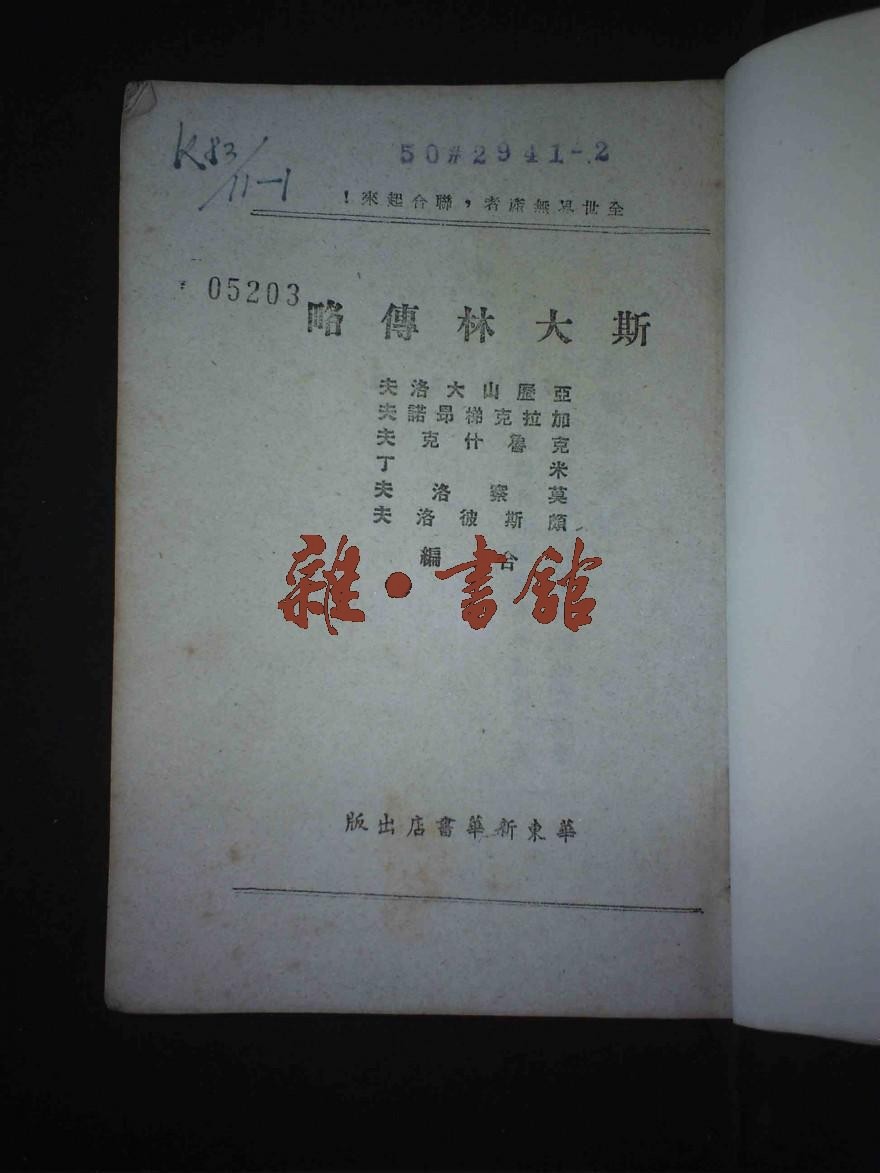 K83/11-1
50#2941-2
全世界無產者，聯合起來！
05203
斯大林傳略
亞歷山大洛夫
加拉克梯昂諾夫
克魯什克夫
米丁
莫察洛夫
頗斯彼洛夫
合編
雜·書館
華東新華書店出版